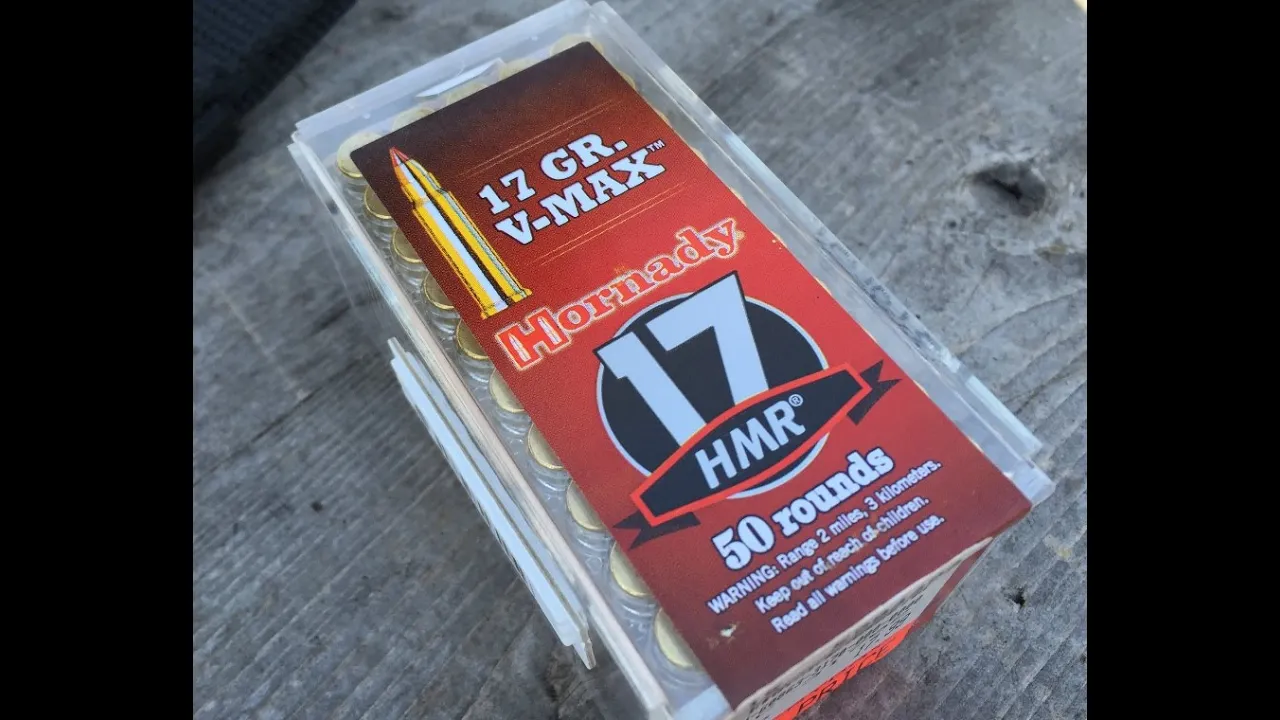 17 GR.
V-MAX™
Hornady
17
HMR®
50 rounds
WARNING: Range 2 miles, 3 kilometers.
Keep out of reach of children.
Read all warnings before use.
PRICE